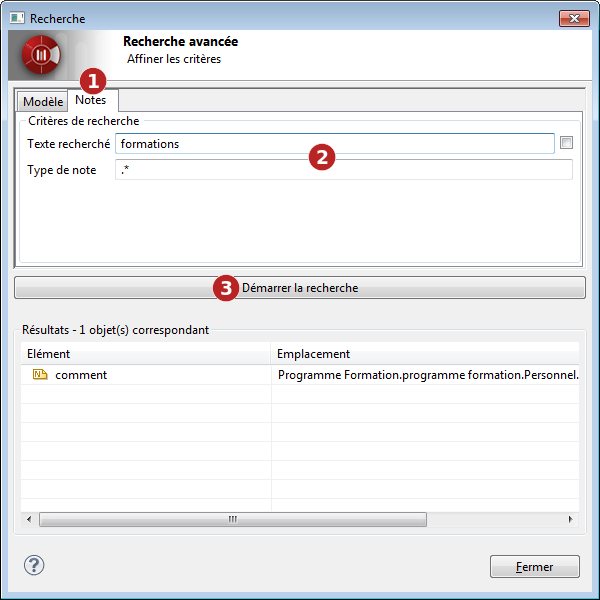 Recherche
Recherche avancée
Affiner les critères
1
Modèle Notes
Critères de recherche
Texte recherché formations
2
Type de note .*
3 Démarrer la recherche
Résultats - 1 objet(s) correspondant
Elément Emplacement
N comment Programme Formation.programme formation.Personnel.
? Fermer